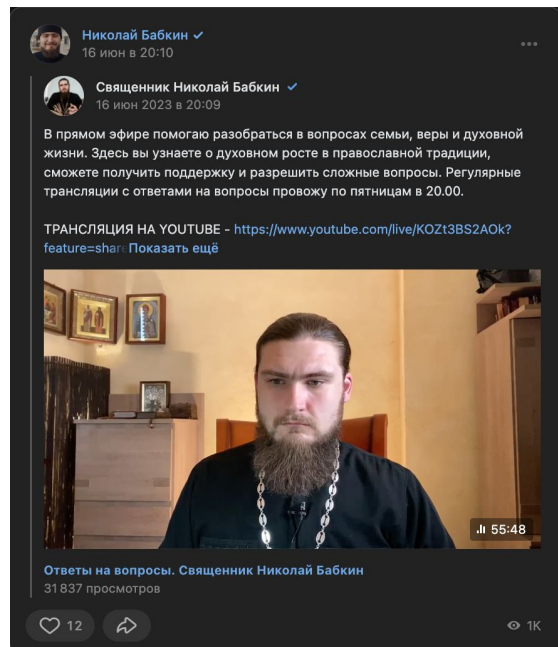 Николай Бабкин
16 июн в 20:10
Священник Николай Бабкин
16 июн 2023 в 20:09
В прямом эфире помогаю разобраться в вопросах семьи, веры и духовной
жизни. Здесь вы узнаете о духовном росте в православной традиции,
сможете получить поддержку и разрешить сложные вопросы. Регулярные
трансляции с ответами на вопросы провожу по пятницам в 20.00.
ТРАНСЛЯЦИЯ НА YOUTUBE - https://www.youtube.com/live/KOZt3BS2AOk?
feature=share Показать ещё
55:48
Ответы на вопросы. Священник Николай Бабкин
31 837 просмотров
12
1K